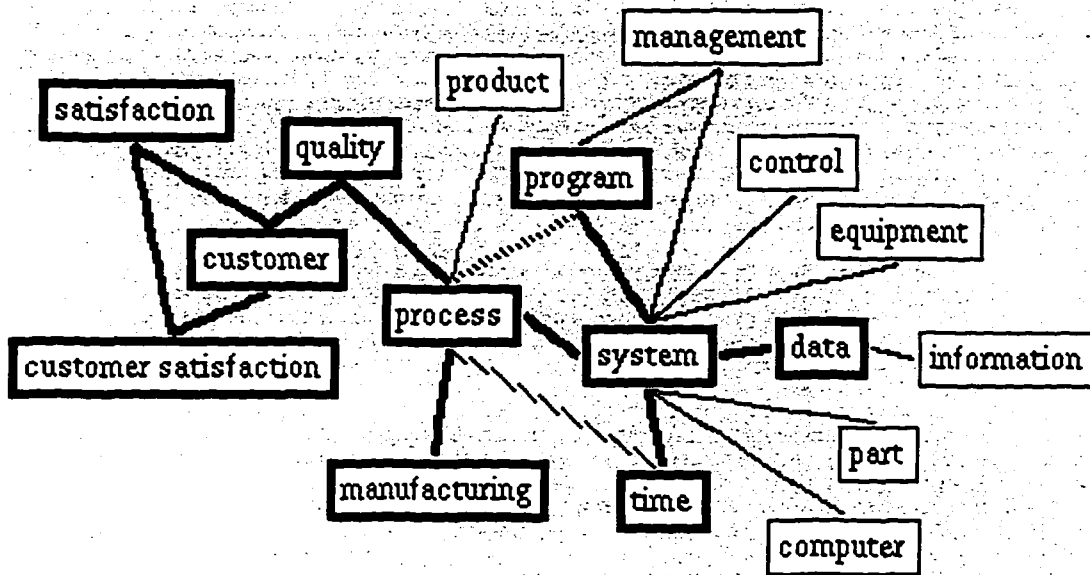 management
product
satisfaction
quality
control
program
equipment
customer
process
system
data
information
customer satisfaction
part
manufacturing
time
computer